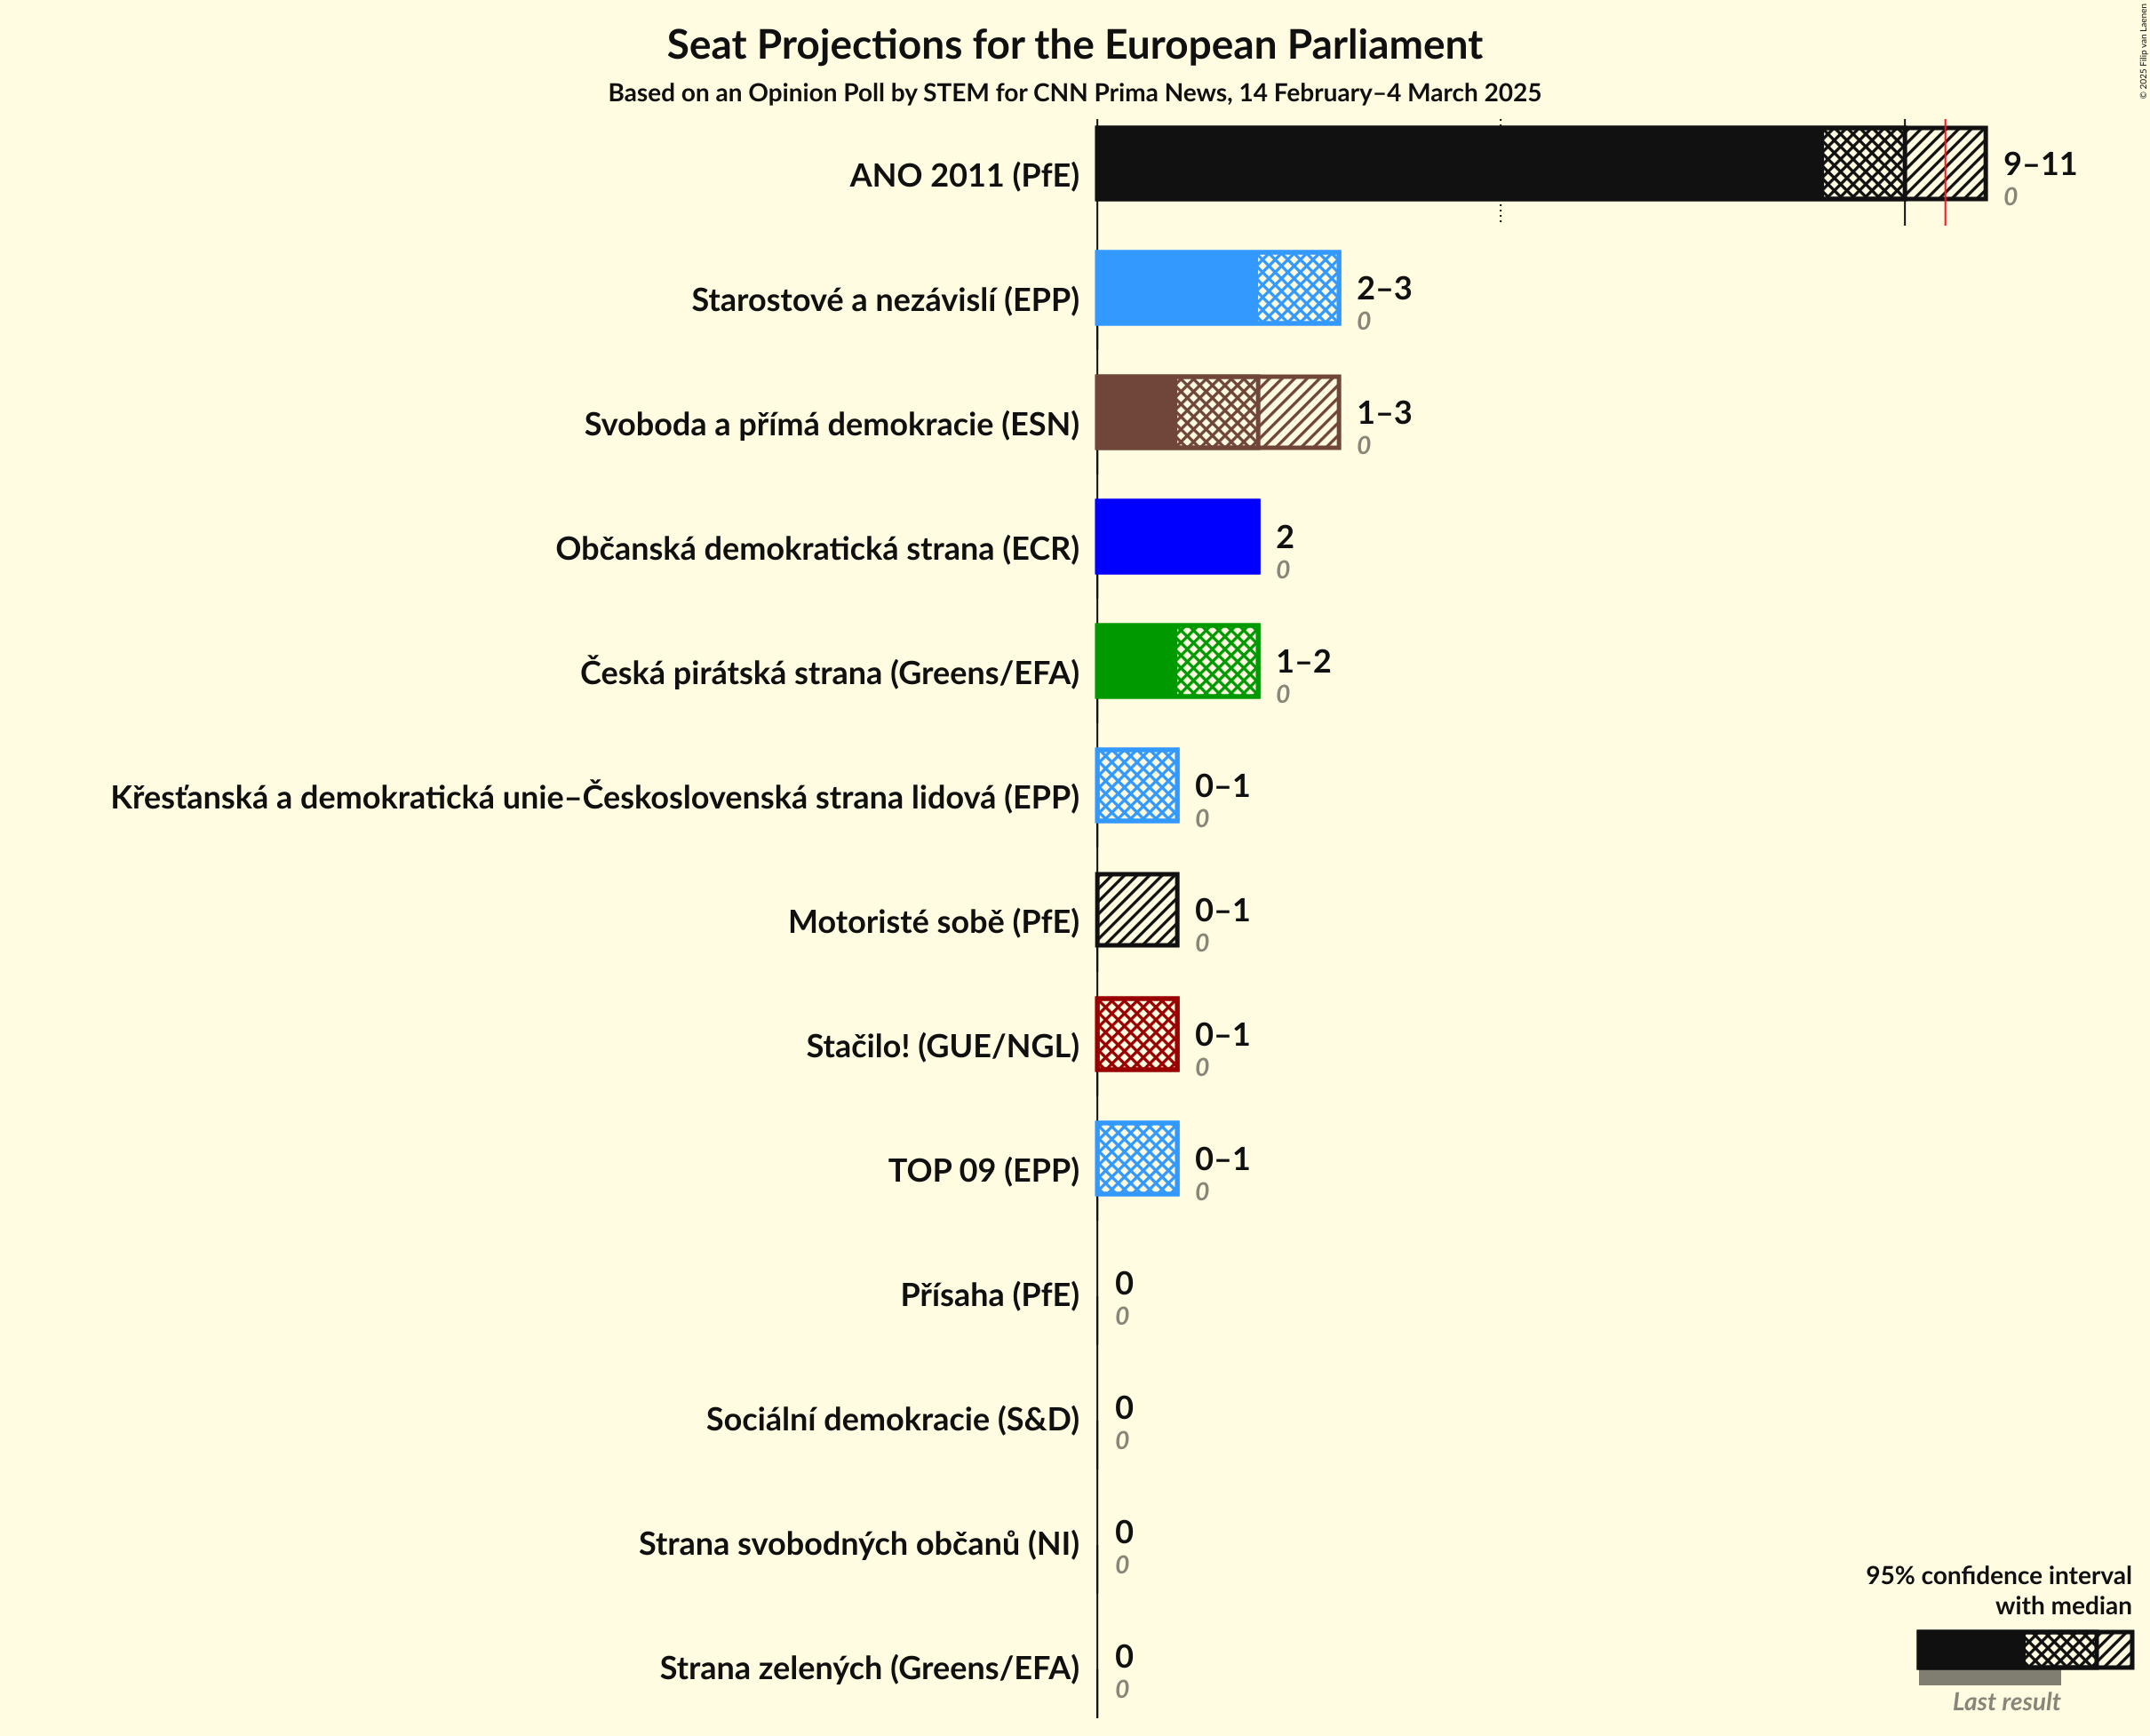 Seat Projections for the European Parliament
Based on an Opinion Poll by STEM for CNN Prima News, 14 February–4 March 2025
© 2025 Filip van Laenen
ANO 2011 (PfE)
9–11
0
Starostové a nezávislí (EPP)
2–3
0
Svoboda a přímá demokracie (ESN)
1–3
0
Občanská demokratická strana (ECR)
2
0
Česká pirátská strana (Greens/EFA)
1–2
0
Křesťanská a demokratická unie–Československá strana lidová (EPP)
0–1
0
Motoristé sobě (PfE)
0–1
0
Stačilo! (GUE/NGL)
0–1
0
TOP 09 (EPP)
0–1
0
Přísaha (PfE)
0
0
Sociální demokracie (S&D)
0
0
Strana svobodných občanů (NI)
0
0
Strana zelených (Greens/EFA)
0
0
95% confidence interval
with median
Last result